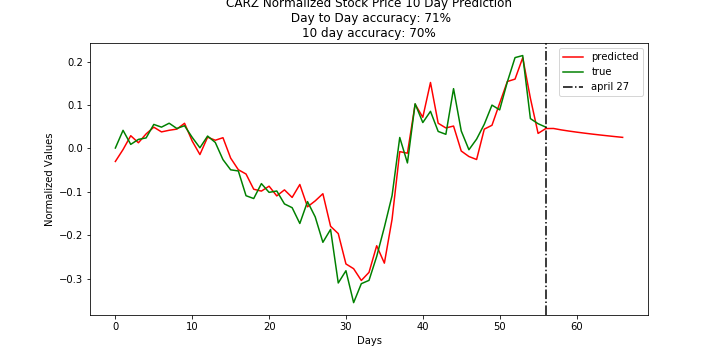 CARZ Normalized Stock Price 10 Day Prediction
Day to Day accuracy: 71%
10 day accuracy: 70%
predicted
true
april 27
0.2
0.1
0.0
−0.1
−0.2
−0.3
Normalized Values
0 10 20 30 40 50 60
Days